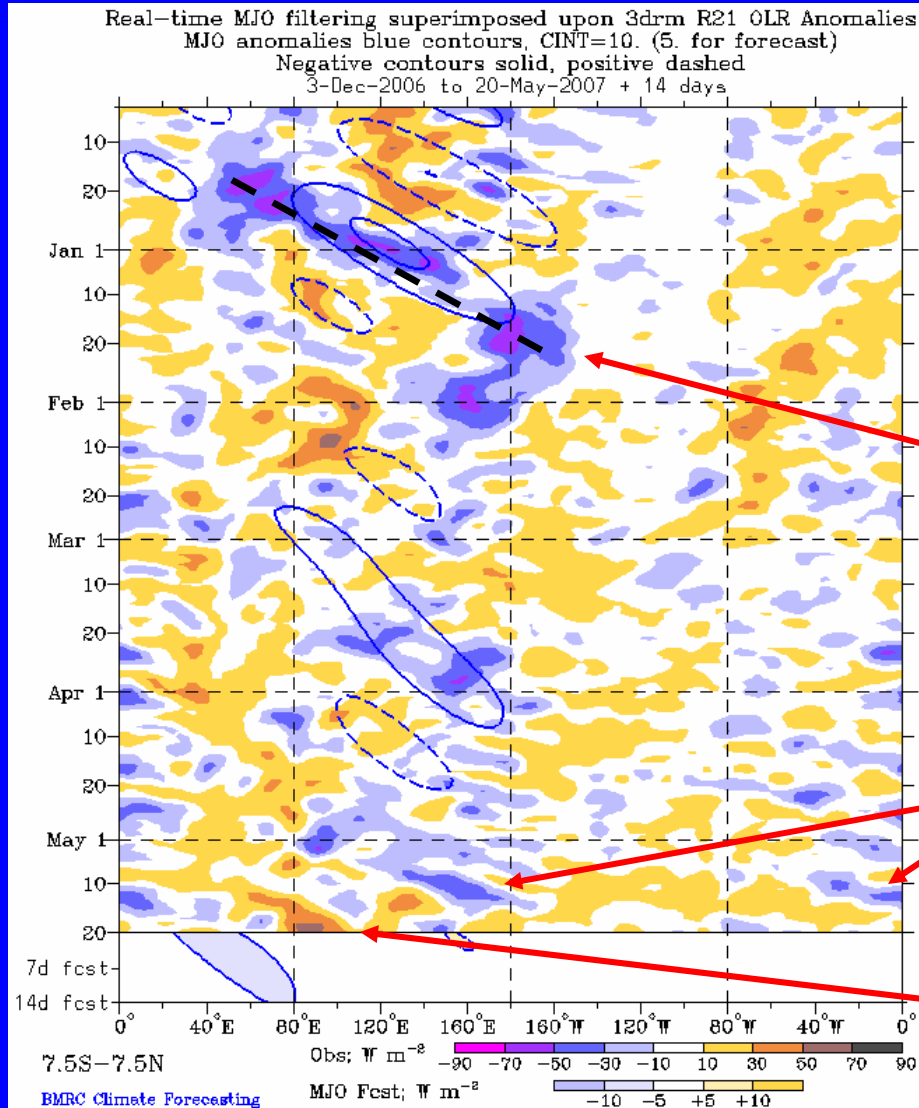 Real-time MJO filtering superimposed upon 3drm R21 OLR Anomalies
MJO anomalies blue contours, CINT=10. (5. for forecast)
Negative contours solid, positive dashed
3-Dec-2006 to 20-May-2007 + 14 days
10
20
Jan 1
10
20
Feb 1
10
20
Mar 1
10
20
Apr 1
10
20
May 1
10
20
7d fcst
14d fcst
0° 40°E 80°E 120°E 160°E 160°W 120°W 80°W 40°W 0°
7.5S-7.5N
Obs; W m⁻²
-90 -70 -50 -30 -10 10 30 50 70 90
MJO Fcst; W m⁻²
-10 -5 +5 +10
BMRC Climate Forecasting